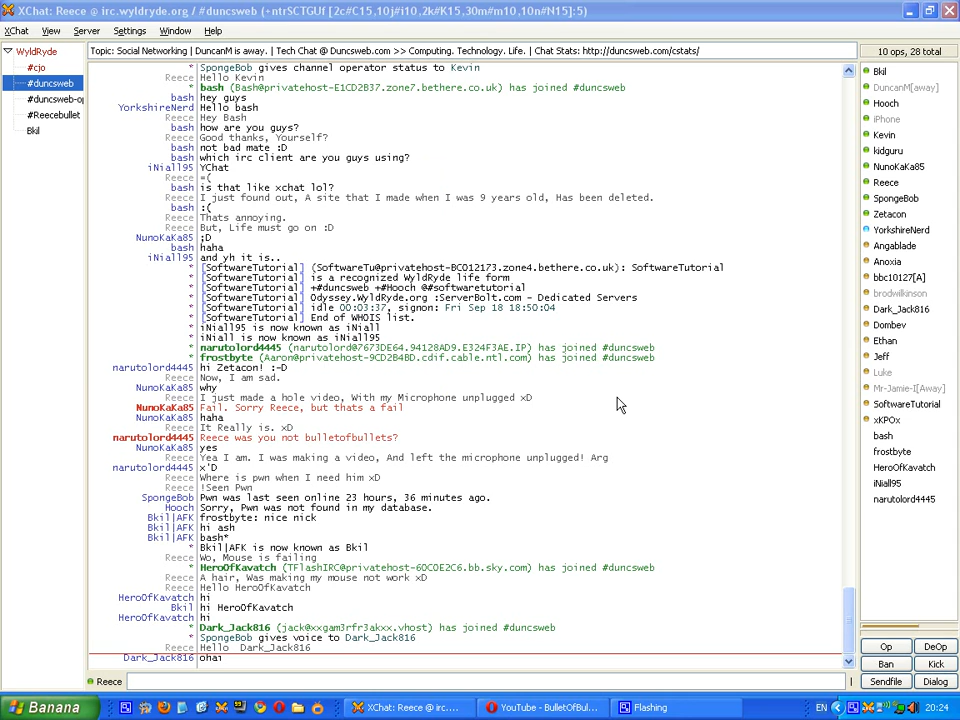 XChat: Reece @ irc.wyldryde.org / #duncsweb (+ntrSCTGUf [2c#C15,10j#i10,2k#K15,30m#m10,10n#N15]:5)
XChat View Server Settings Window Help
WyldRyde
#cjo
#duncsweb
#duncsweb-op
#Reecebullet
Bkil
Topic: Social Networking | DuncanM is away. | Tech Chat @ Duncsweb.com >> Computing. Technology. Life. | Chat Stats: http://duncsweb.com/cstats/
10 ops, 28 total
* SpongeBob gives channel operator status to Kevin
Reece Hello Kevin
* bash (Bash@privatehost-E1CD2B37.zone7.bethere.co.uk) has joined #duncsweb
bash hey guys
YorkshireNerd Hello bash
Reece Hey Bash
bash how are you guys?
Reece Good thanks, Yourself?
bash not bad mate :D
bash which irc client are you guys using?
iNiall95 YChat
Reece =(
bash is that like xchat lol?
Reece I just found out, A site that I made when I was 9 years old, Has been deleted.
bash :(
Reece Thats annoying.
Reece But, Life must go on :D
NunoKaKa85 ;D
bash haha
iNiall95 and yh it is..
* [SoftwareTutorial] (SoftwareTu@privatehost-BC012173.zone4.bethere.co.uk): SoftwareTutorial
* [SoftwareTutorial] is a recognized WyldRyde life form
* [SoftwareTutorial] +#duncsweb +#Hooch @#softwaretutorial
* [SoftwareTutorial] Odyssey.WyldRyde.org :ServerBolt.com - Dedicated Servers
* [SoftwareTutorial] idle 00:03:37, signon: Fri Sep 18 18:50:04
* [SoftwareTutorial] End of WHOIS list.
* iNiall95 is now known as iNiall
* iNiall is now known as iNiall95
* narutolord4445 (narutolord@7673DE64.94128AD9.E324F3AE.IP) has joined #duncsweb
* frostbyte (Aaron@privatehost-9CD2B4BD.cdif.cable.ntl.com) has joined #duncsweb
narutolord4445 hi Zetacon! :-D
Reece Now, I am sad.
NunoKaKa85 why
Reece I just made a hole video, With my Microphone unplugged xD
NunoKaKa85 Fail. Sorry Reece, but thats a fail
NunoKaKa85 haha
Reece It Really is. xD
narutolord4445 Reece was you not bulletofbullets?
NunoKaKa85 yes
Reece Yea I am. I was making a video, And left the microphone unplugged! Arg
narutolord4445 x'D
Reece Where is pwn when I need him xD
Reece !Seen Pwn
SpongeBob Pwn was last seen online 23 hours, 36 minutes ago.
Hooch Sorry, Pwn was not found in my database.
Bkil|AFK frostbyte: nice nick
Bkil|AFK hi ash
Bkil|AFK bash*
* Bkil|AFK is now known as Bkil
Reece Wo, Mouse is failing
* HeroOfKavatch (TFlashIRC@privatehost-6DC0E2C6.bb.sky.com) has joined #duncsweb
Reece A hair, Was making my mouse not work xD
Reece Hello HeroOfKavatch
HeroOfKavatch hi
Bkil hi HeroOfKavatch
HeroOfKavatch hi
* Dark_Jack816 (jack@xxgam3rfr3akxx.vhost) has joined #duncsweb
* SpongeBob gives voice to Dark_Jack816
Reece Hello Dark_Jack816
Dark_Jack816 ohai
Bkil
DuncanM[away]
Hooch
iPhone
Kevin
kidguru
NunoKaKa85
Reece
SpongeBob
Zetacon
YorkshireNerd
Angablade
Anoxia
bbc10127[A]
brodwilkinson
Dark_Jack816
Dombev
Ethan
Jeff
Luke
Mr-Jamie-I[Away]
SoftwareTutorial
xKPOx
bash
frostbyte
HeroOfKavatch
iNiall95
narutolord4445
Op DeOp
Ban Kick
Sendfile Dialog
Reece
Banana
XChat: Reece @ irc....
YouTube - BulletOfBul...
Flashing
EN
20:24